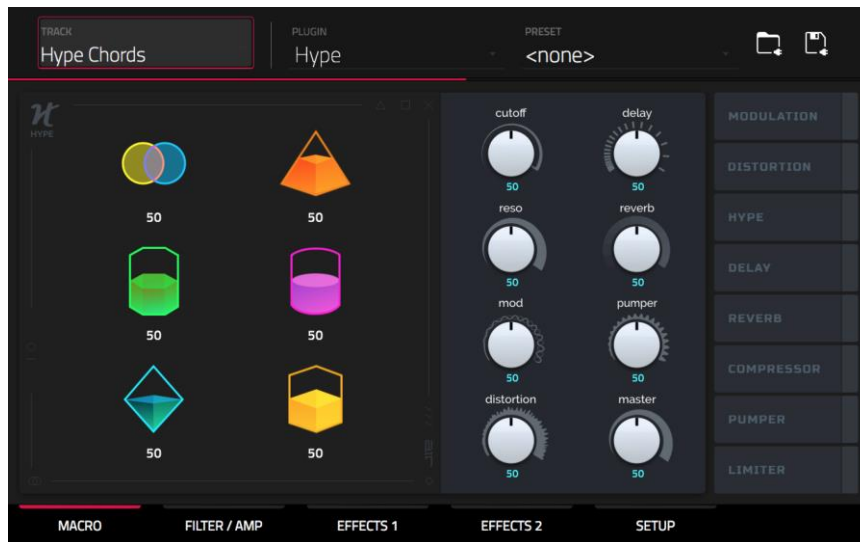 TRACK
Hype Chords
PLUGIN
Hype
PRESET
<none>
HYPE
50
50
50
50
50
50
cutoff
50
delay
50
reso
50
reverb
50
mod
50
pumper
50
distortion
50
master
50
MODULATION
DISTORTION
HYPE
DELAY
REVERB
COMPRESSOR
PUMPER
LIMITER
air
MACRO
FILTER / AMP
EFFECTS 1
EFFECTS 2
SETUP